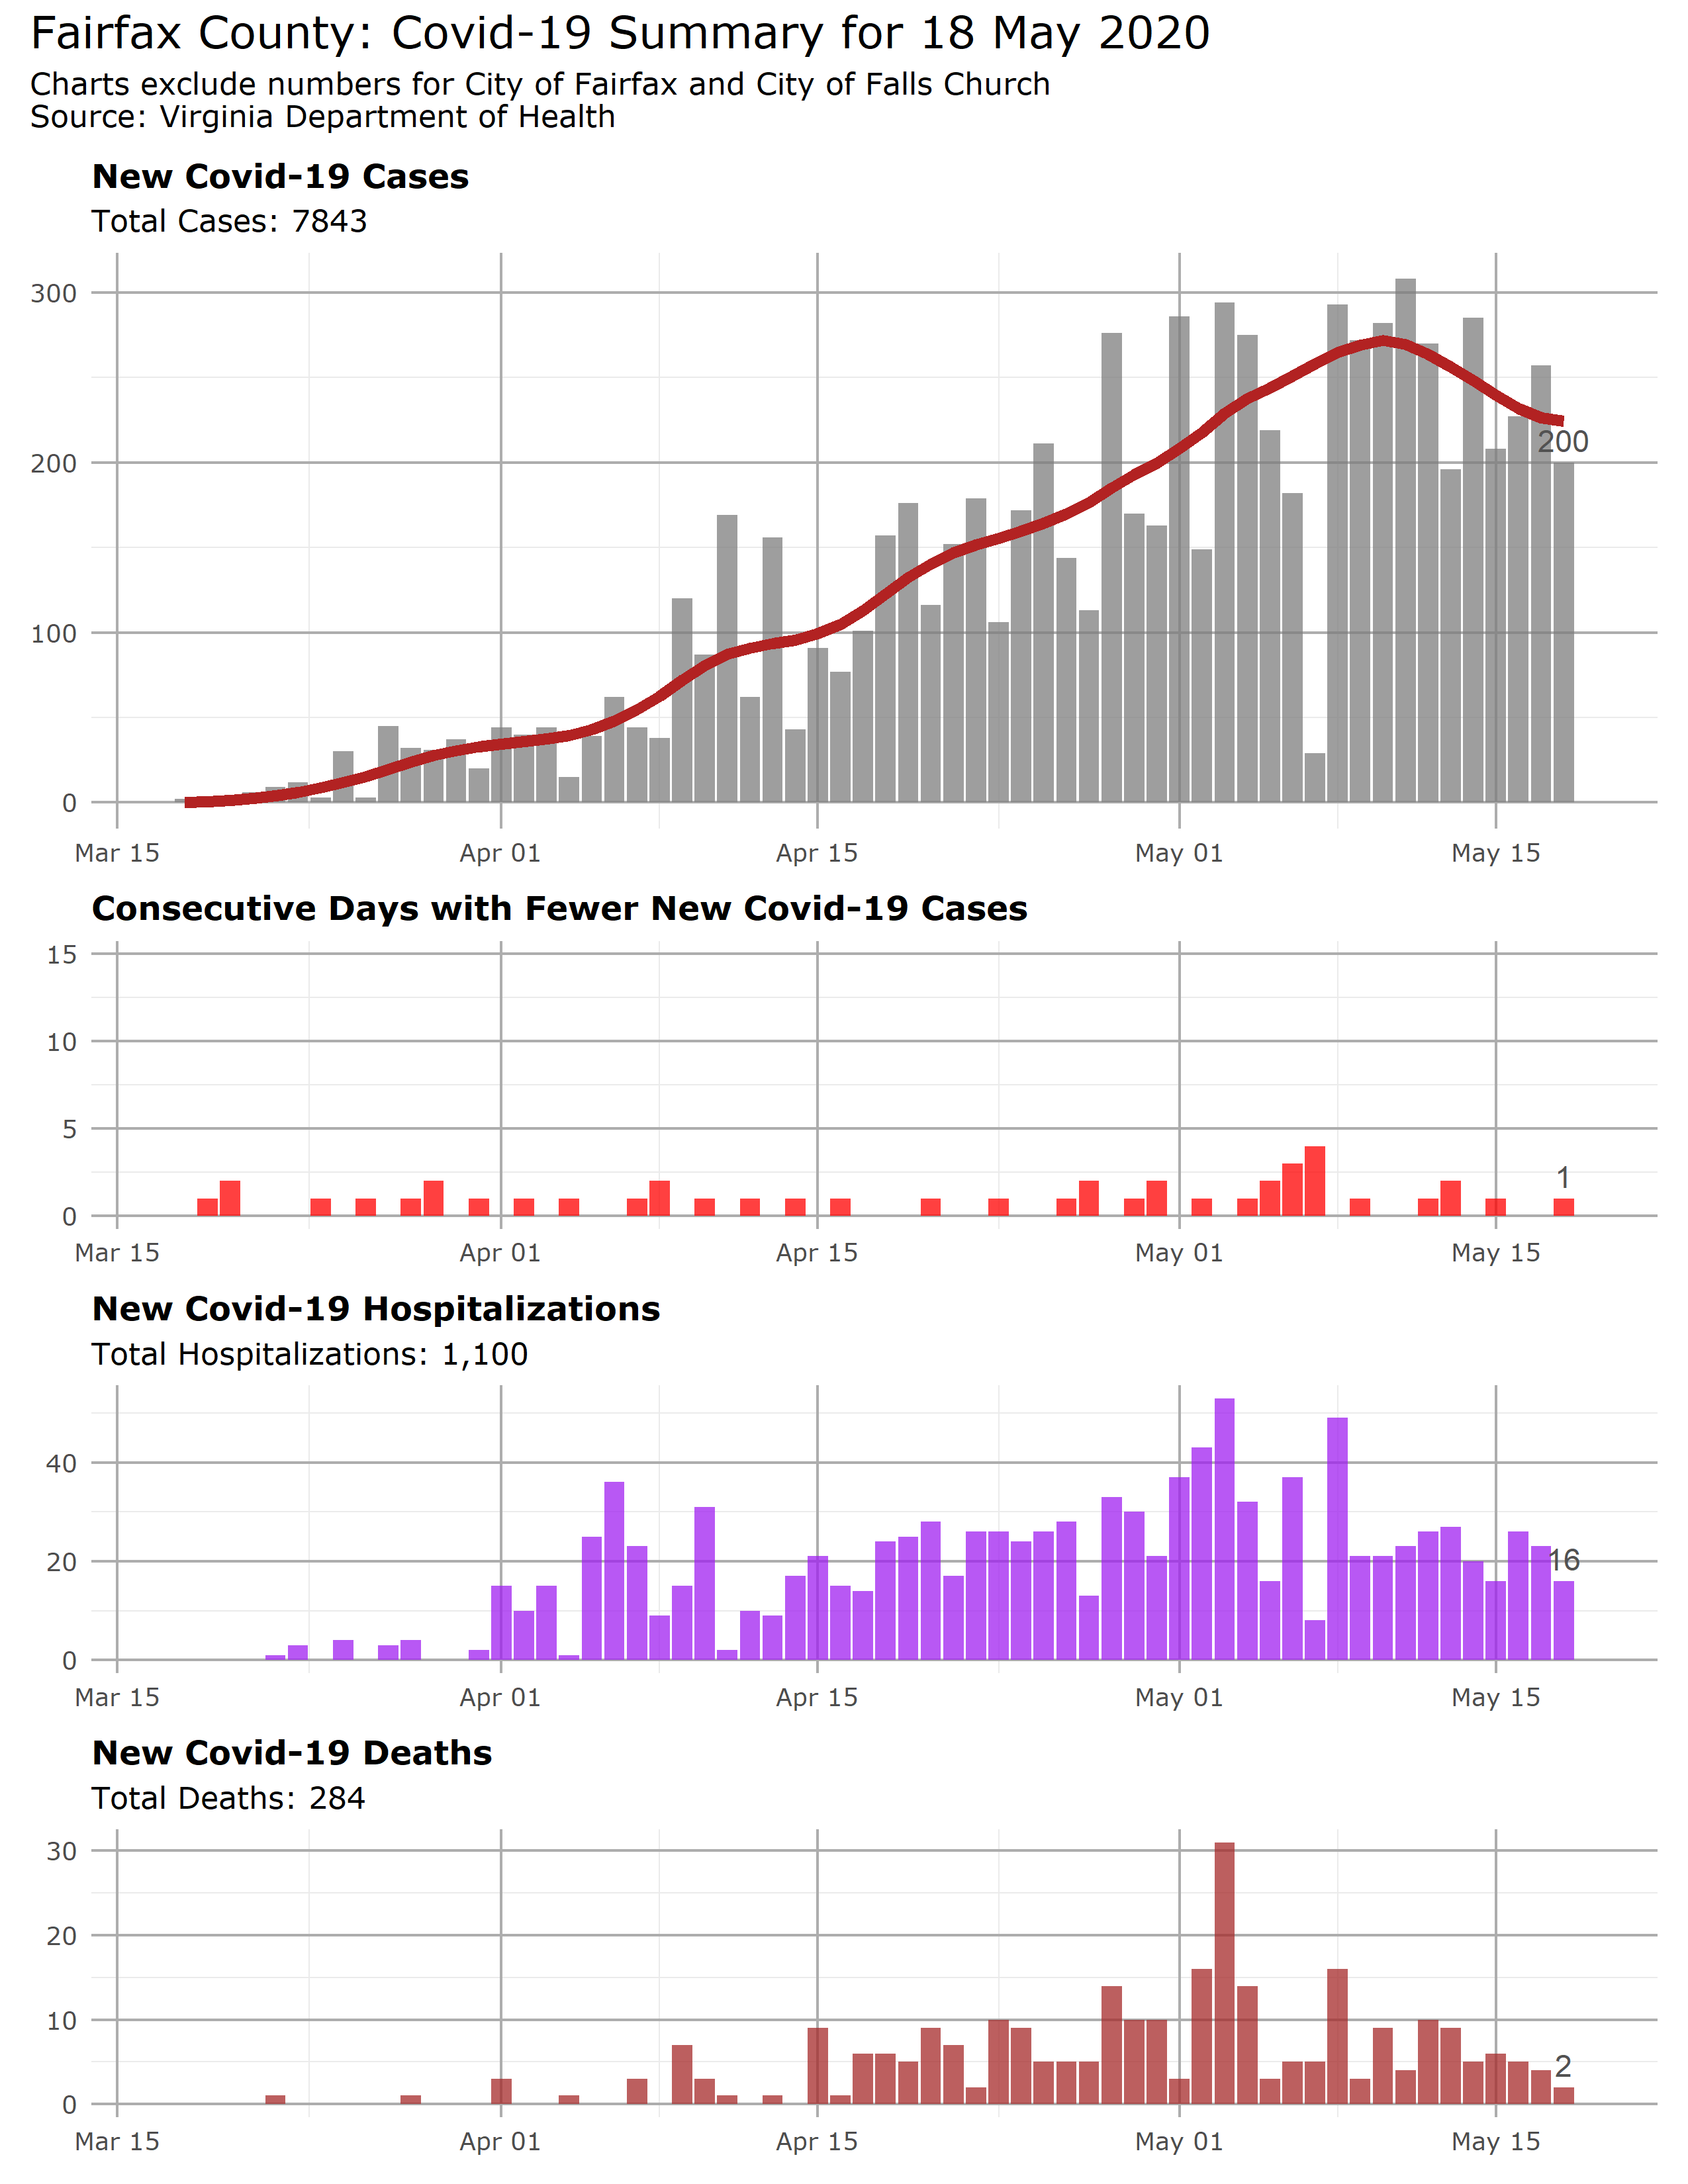 Fairfax County: Covid-19 Summary for 18 May 2020
Charts exclude numbers for City of Fairfax and City of Falls Church
Source: Virginia Department of Health
New Covid-19 Cases
Total Cases: 7843
300
200
200
100
0
Mar 15 Apr 01 Apr 15 May 01 May 15
Consecutive Days with Fewer New Covid-19 Cases
15
10
5
1
0
Mar 15 Apr 01 Apr 15 May 01 May 15
New Covid-19 Hospitalizations
Total Hospitalizations: 1,100
40
20
16
0
Mar 15 Apr 01 Apr 15 May 01 May 15
New Covid-19 Deaths
Total Deaths: 284
30
20
10
2
0
Mar 15 Apr 01 Apr 15 May 01 May 15